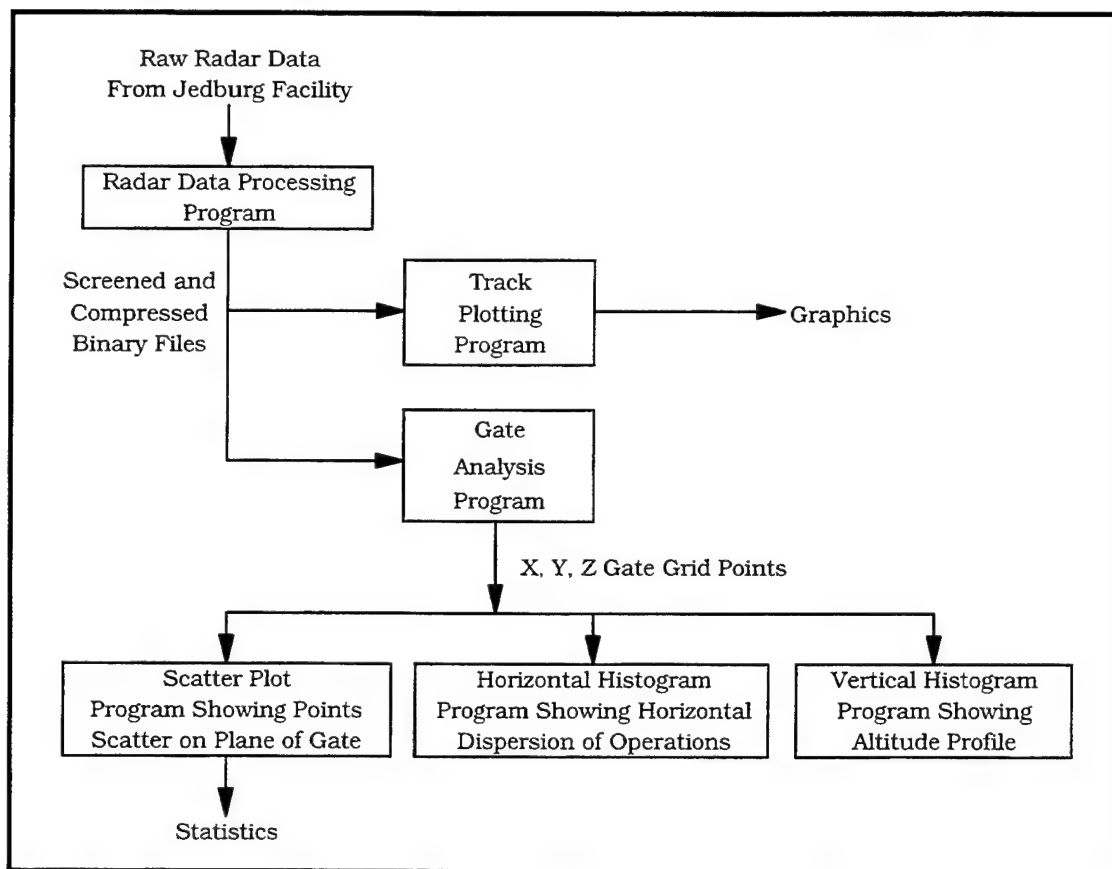 Raw Radar Data
From Jedburg Facility
Radar Data Processing
Program
Screened and
Compressed
Binary Files
Track
Plotting
Program
Graphics
Gate
Analysis
Program
X, Y, Z Gate Grid Points
Scatter Plot
Program Showing Points
Scatter on Plane of Gate
Horizontal Histogram
Program Showing Horizontal
Dispersion of Operations
Vertical Histogram
Program Showing
Altitude Profile
Statistics